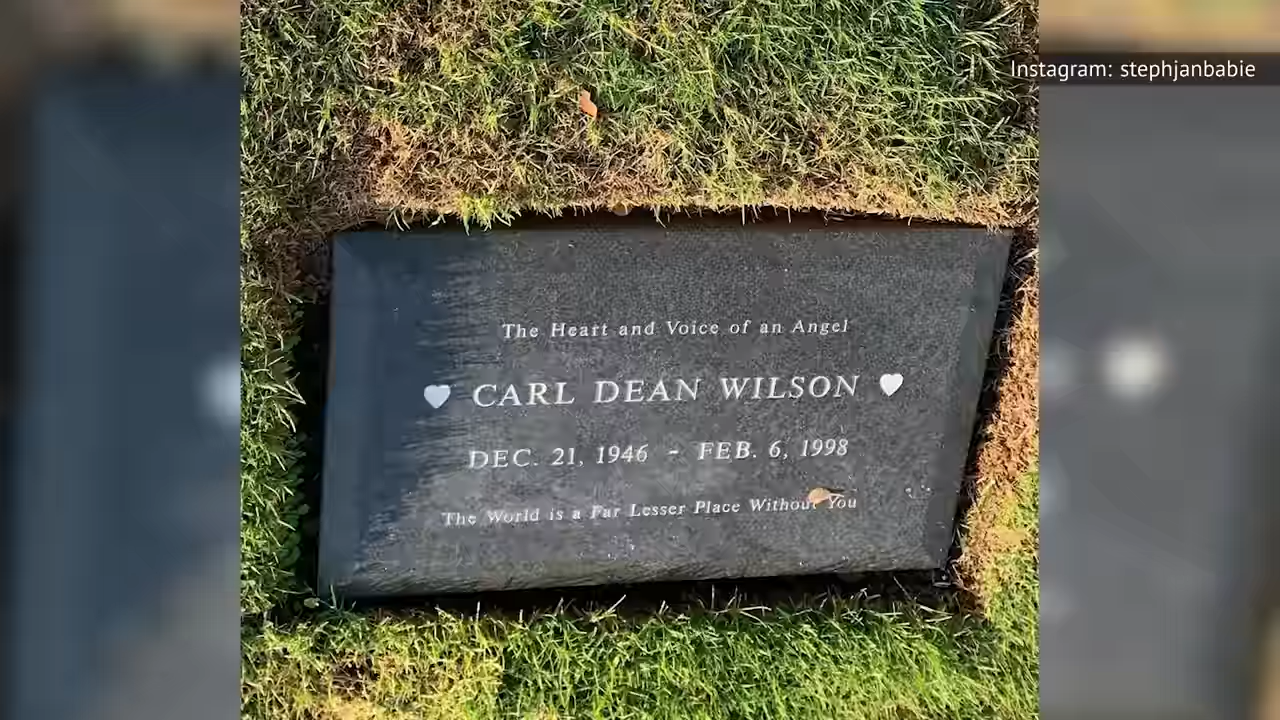 Instagram: stephjanbabie
The Heart and Voice of an Angel
CARL DEAN WILSON
DEC. 21, 1946 - FEB. 6, 1998
The World is a Far Lesser Place Without You